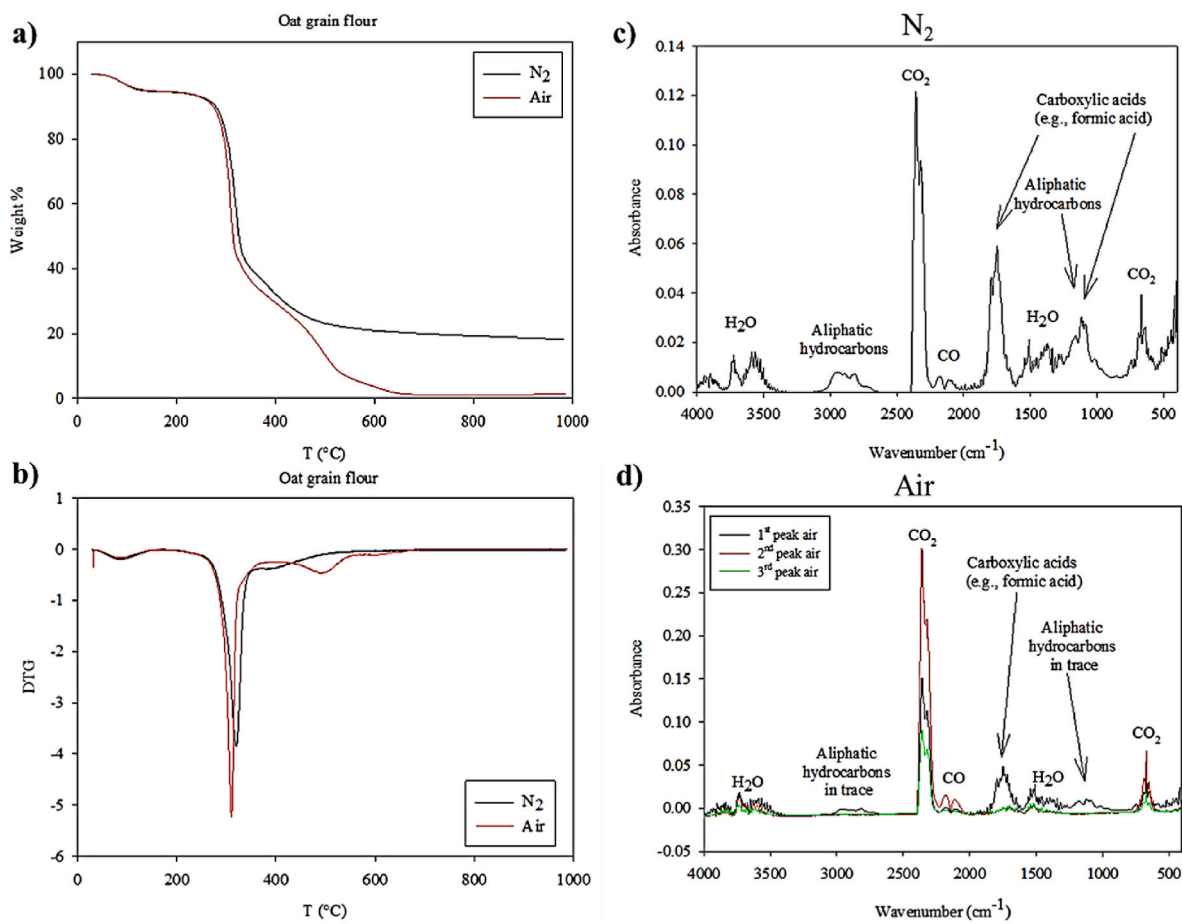 a)
Oat grain flour
N2
Air
100
80
60
40
20
0
Weight %
0 200 400 600 800 1000
T (°C)
b)
Oat grain flour
1
0
-1
-2
-3
-4
-5
-6
DTG
N2
Air
0 200 400 600 800 1000
T (°C)
c)
N2
0.14
0.12
0.10
0.08
0.06
0.04
0.02
0.00
Absorbance
CO2
Carboxylic acids
(e.g., formic acid)
Aliphatic
hydrocarbons
CO2
H2O
Aliphatic
hydrocarbons
CO
H2O
4000 3500 3000 2500 2000 1500 1000 500
Wavenumber (cm-1)
d)
Air
0.35
0.30
0.25
0.20
0.15
0.10
0.05
0.00
-0.05
Absorbance
1st peak air
2nd peak air
3rd peak air
CO2
Carboxylic acids
(e.g., formic acid)
Aliphatic
hydrocarbons
in trace
CO2
H2O
Aliphatic
hydrocarbons in
trace
CO
H2O
4000 3500 3000 2500 2000 1500 1000 500
Wavenumber (cm-1)